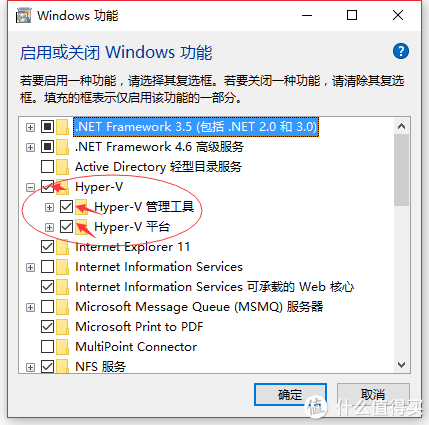 Windows 功能
启用或关闭 Windows 功能
若要启用一种功能，请选择其复选框。若要关闭一种功能，请清除其复选
框。填充的框表示仅启用该功能的一部分。
.NET Framework 3.5 (包括 .NET 2.0 和 3.0)
.NET Framework 4.6 高级服务
Active Directory 轻型目录服务
Hyper-V
Hyper-V 管理工具
Hyper-V 平台
Internet Explorer 11
Internet Information Services
Internet Information Services 可承载的 Web 核心
Microsoft Message Queue (MSMQ) 服务器
Microsoft Print to PDF
MultiPoint Connector
NFS 服务
确定
取消
值 什么值得买